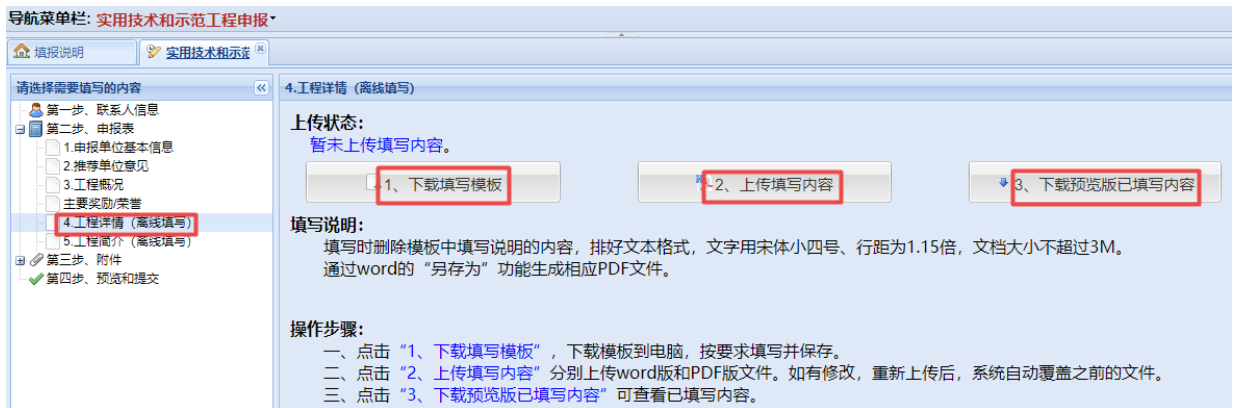 导航菜单栏: 实用技术和示范工程申报
填报说明
实用技术和示范
请选择需要填写的内容
第一步、联系人信息
第二步、申报表
1.申报单位基本信息
2.推荐单位意见
3.工程概况
主要奖励/荣誉
4.工程详情（离线填写）
5.工程简介（离线填写）
第三步、附件
第四步、预览和提交
4.工程详情（离线填写）
上传状态:
暂未上传填写内容。
1、下载填写模板
2、上传填写内容
3、下载预览版已填写内容
填写说明:
填写时删除模板中填写说明的内容，排好文本格式，文字用宋体小四号、行距为1.15倍，文档大小不超过3M。
通过word的“另存为”功能生成相应PDF文件。
操作步骤:
一、点击“1、下载填写模板”，下载模板到电脑，按要求填写并保存。
二、点击“2、上传填写内容”分别上传word版和PDF版文件。如有修改，重新上传后，系统自动覆盖之前的文件。
三、点击“3、下载预览版已填写内容”可查看已填写内容。